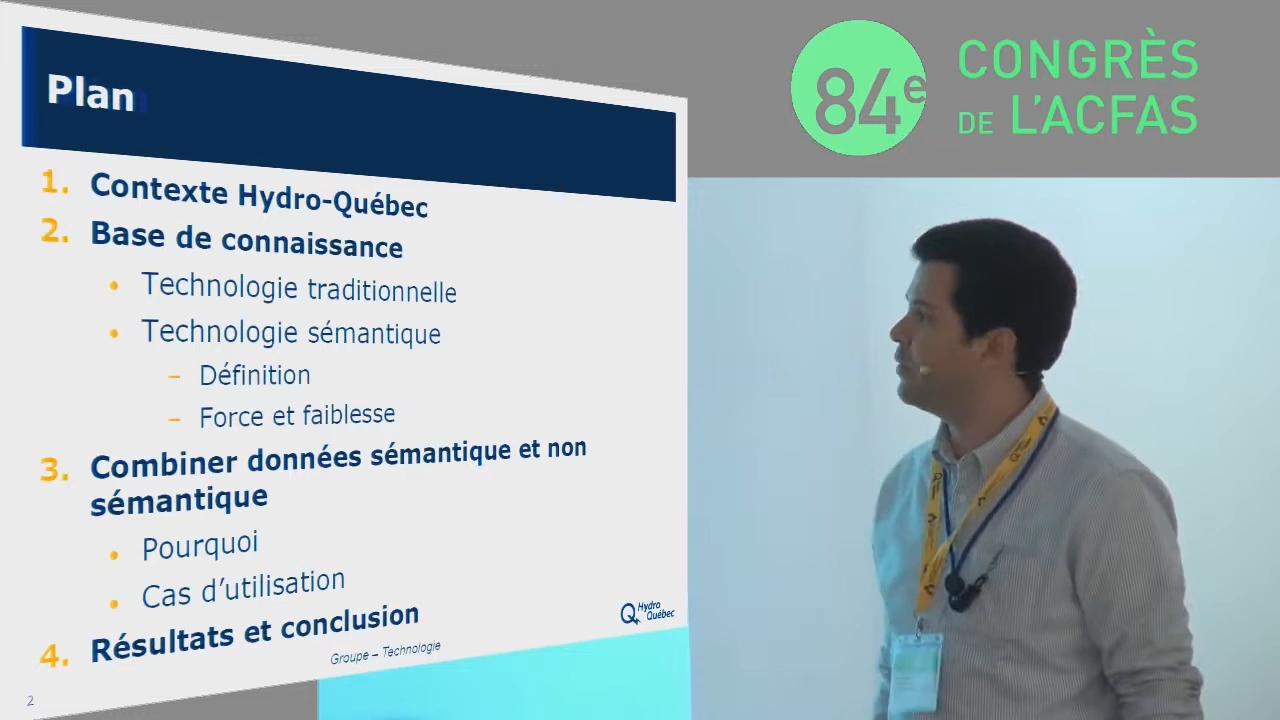 Plan
1. Contexte Hydro-Québec
2. Base de connaissance
• Technologie traditionnelle
• Technologie sémantique
– Définition
– Force et faiblesse
3. Combiner données sémantique et non
sémantique
• Pourquoi
• Cas d’utilisation
4. Résultats et conclusion
Groupe – Technologie
Hydro
Québec
2
84e
CONGRÈS
DE L’ACFAS